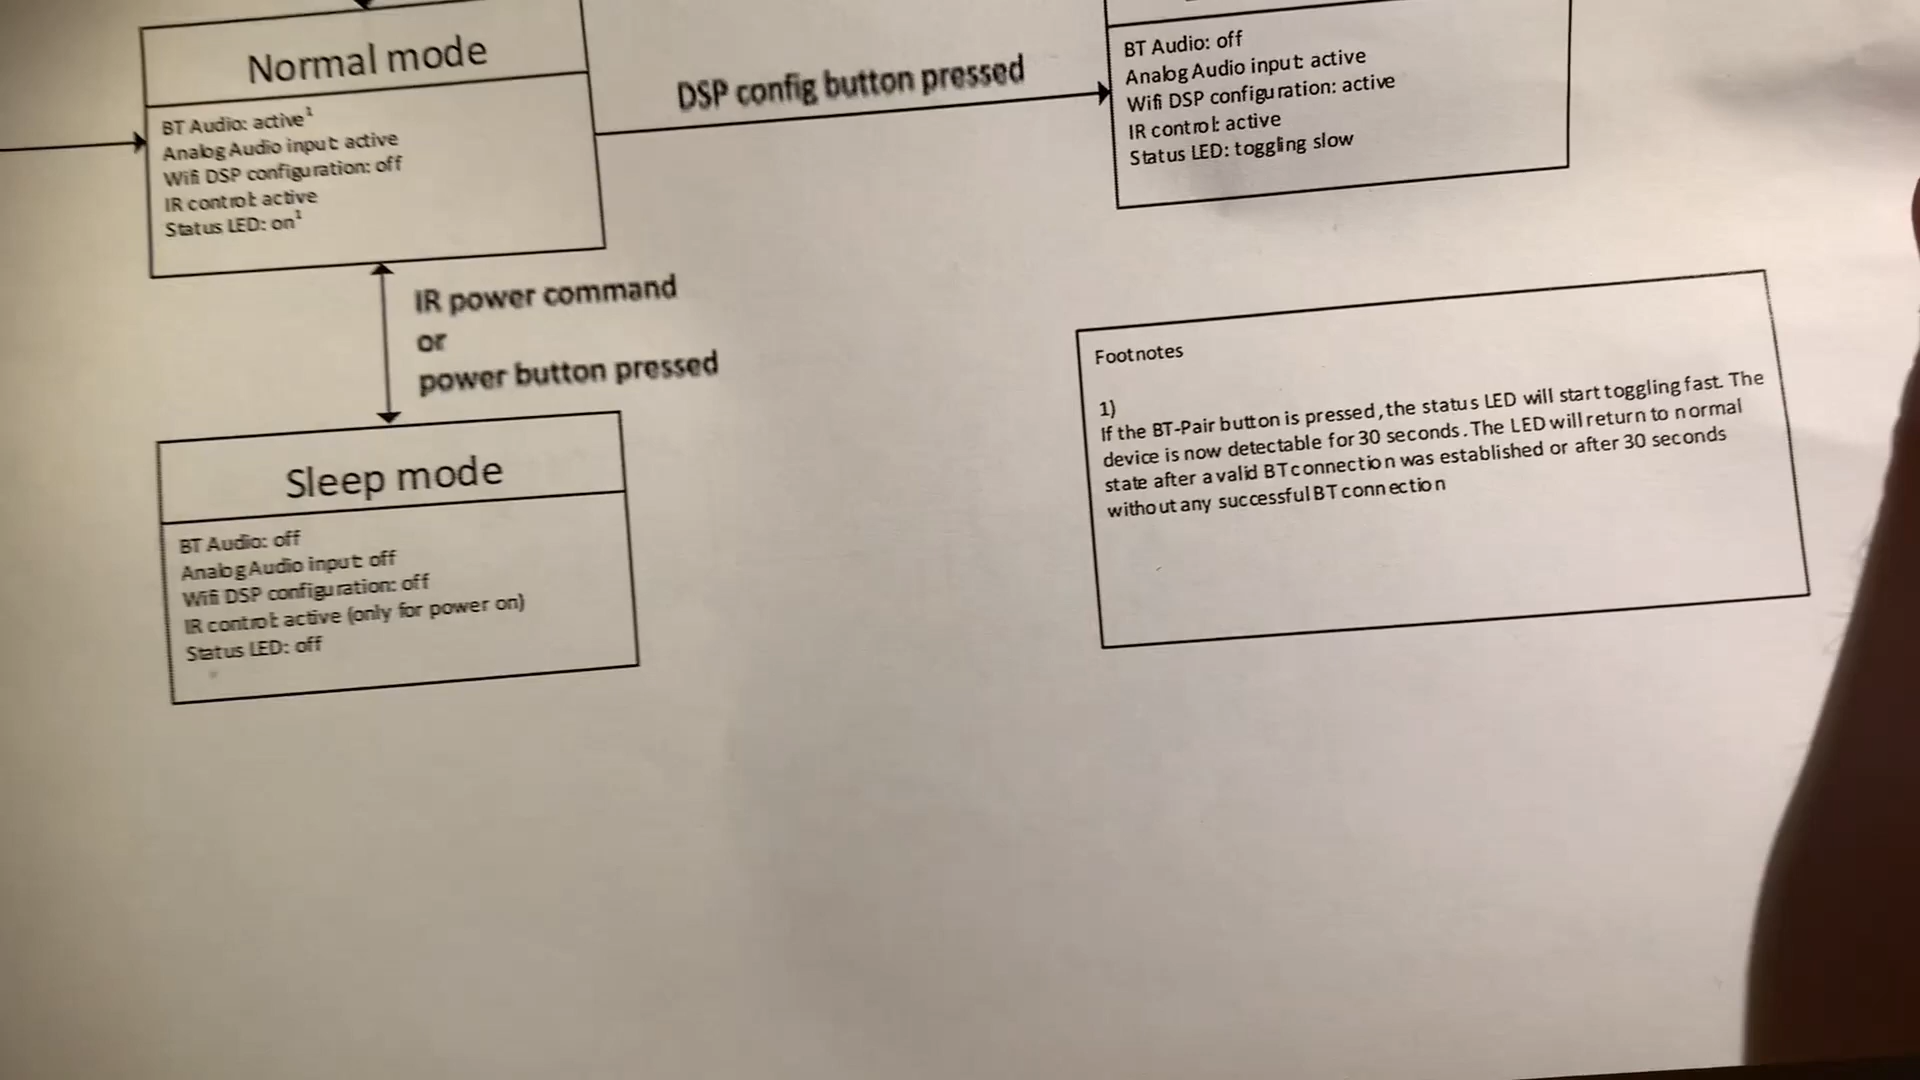 Normal mode
BT Audio: active¹
Analog Audio input: active
Wifi DSP configuration: off
IR control: active
Status LED: on¹
DSP config button pressed
BT Audio: off
Analog Audio input: active
Wifi DSP configuration: active
IR control: active
Status LED: toggling slow
IR power command
or
power button pressed
Sleep mode
BT Audio: off
Analog Audio input: off
Wifi DSP configuration: off
IR control: active (only for power on)
Status LED: off
Footnotes
1)
If the BT-Pair button is pressed, the status LED will start toggling fast. The
device is now detectable for 30 seconds. The LED will return to normal
state after a valid BT connection was established or after 30 seconds
without any successful BT connection